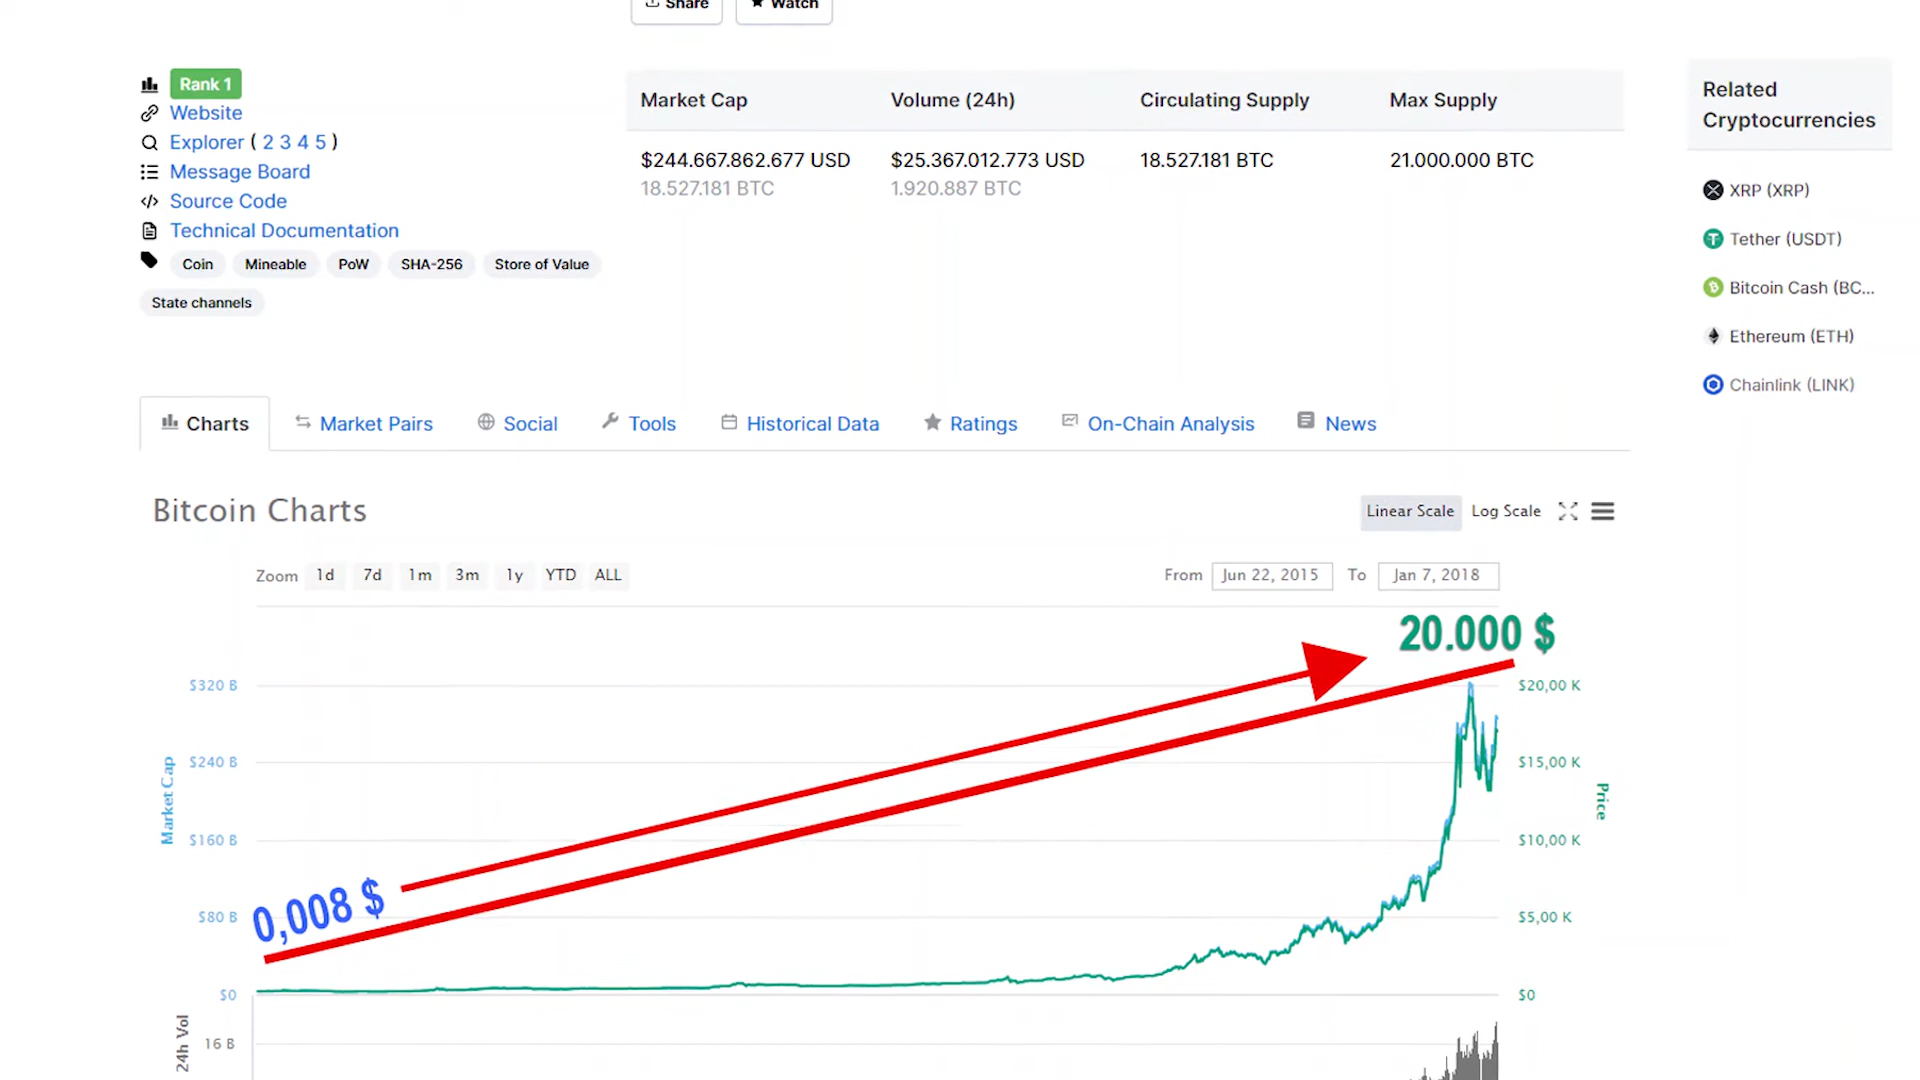 Share Watch
Rank 1
Website
Explorer ( 2 3 4 5 )
Message Board
Source Code
Technical Documentation
Coin Mineable PoW SHA-256 Store of Value
State channels
Market Cap Volume (24h) Circulating Supply Max Supply
$244.667.862.677 USD $25.367.012.773 USD 18.527.181 BTC 21.000.000 BTC
18.527.181 BTC 1.920.887 BTC
Related
Cryptocurrencies
XRP (XRP)
Tether (USDT)
Bitcoin Cash (BC...
Ethereum (ETH)
Chainlink (LINK)
Charts Market Pairs Social Tools Historical Data Ratings On-Chain Analysis News
Bitcoin Charts
Linear Scale Log Scale
Zoom 1d 7d 1m 3m 1y YTD ALL
From Jun 22, 2015 To Jan 7, 2018
20.000 $
$320 B $20,00 K
$240 B $15,00 K
Market Cap
Price
$160 B $10,00 K
0,008 $
$80 B $5,00 K
$0 $0
24h Vol
16 B